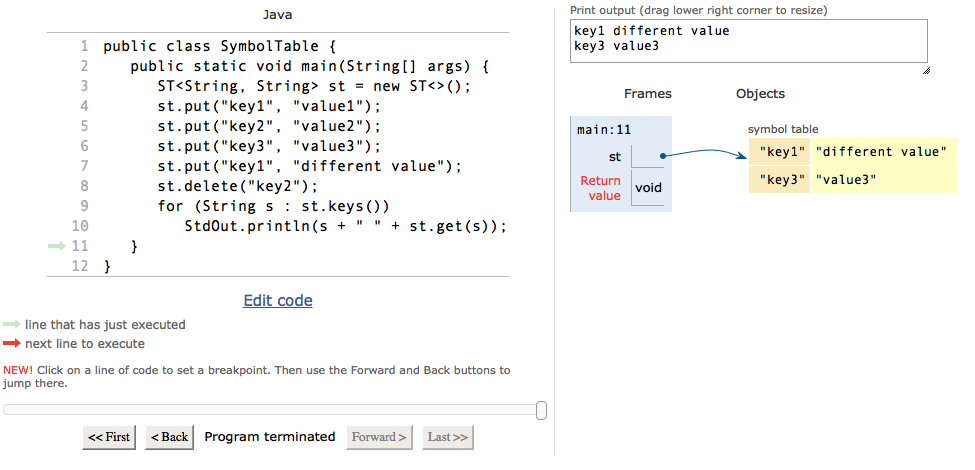 Java
1 public class SymbolTable {
2 public static void main(String[] args) {
3 ST<String, String> st = new ST<>();
4 st.put("key1", "value1");
5 st.put("key2", "value2");
6 st.put("key3", "value3");
7 st.put("key1", "different value");
8 st.delete("key2");
9 for (String s : st.keys())
10 StdOut.println(s + " " + st.get(s));
11 }
12 }
Edit code
line that has just executed
next line to execute
NEW! Click on a line of code to set a breakpoint. Then use the Forward and Back buttons to
jump there.
<< First < Back Program terminated Forward > Last >>
Print output (drag lower right corner to resize)
key1 different value
key3 value3
Frames Objects
main:11
st
Return
value void
symbol table
"key1" "different value"
"key3" "value3"